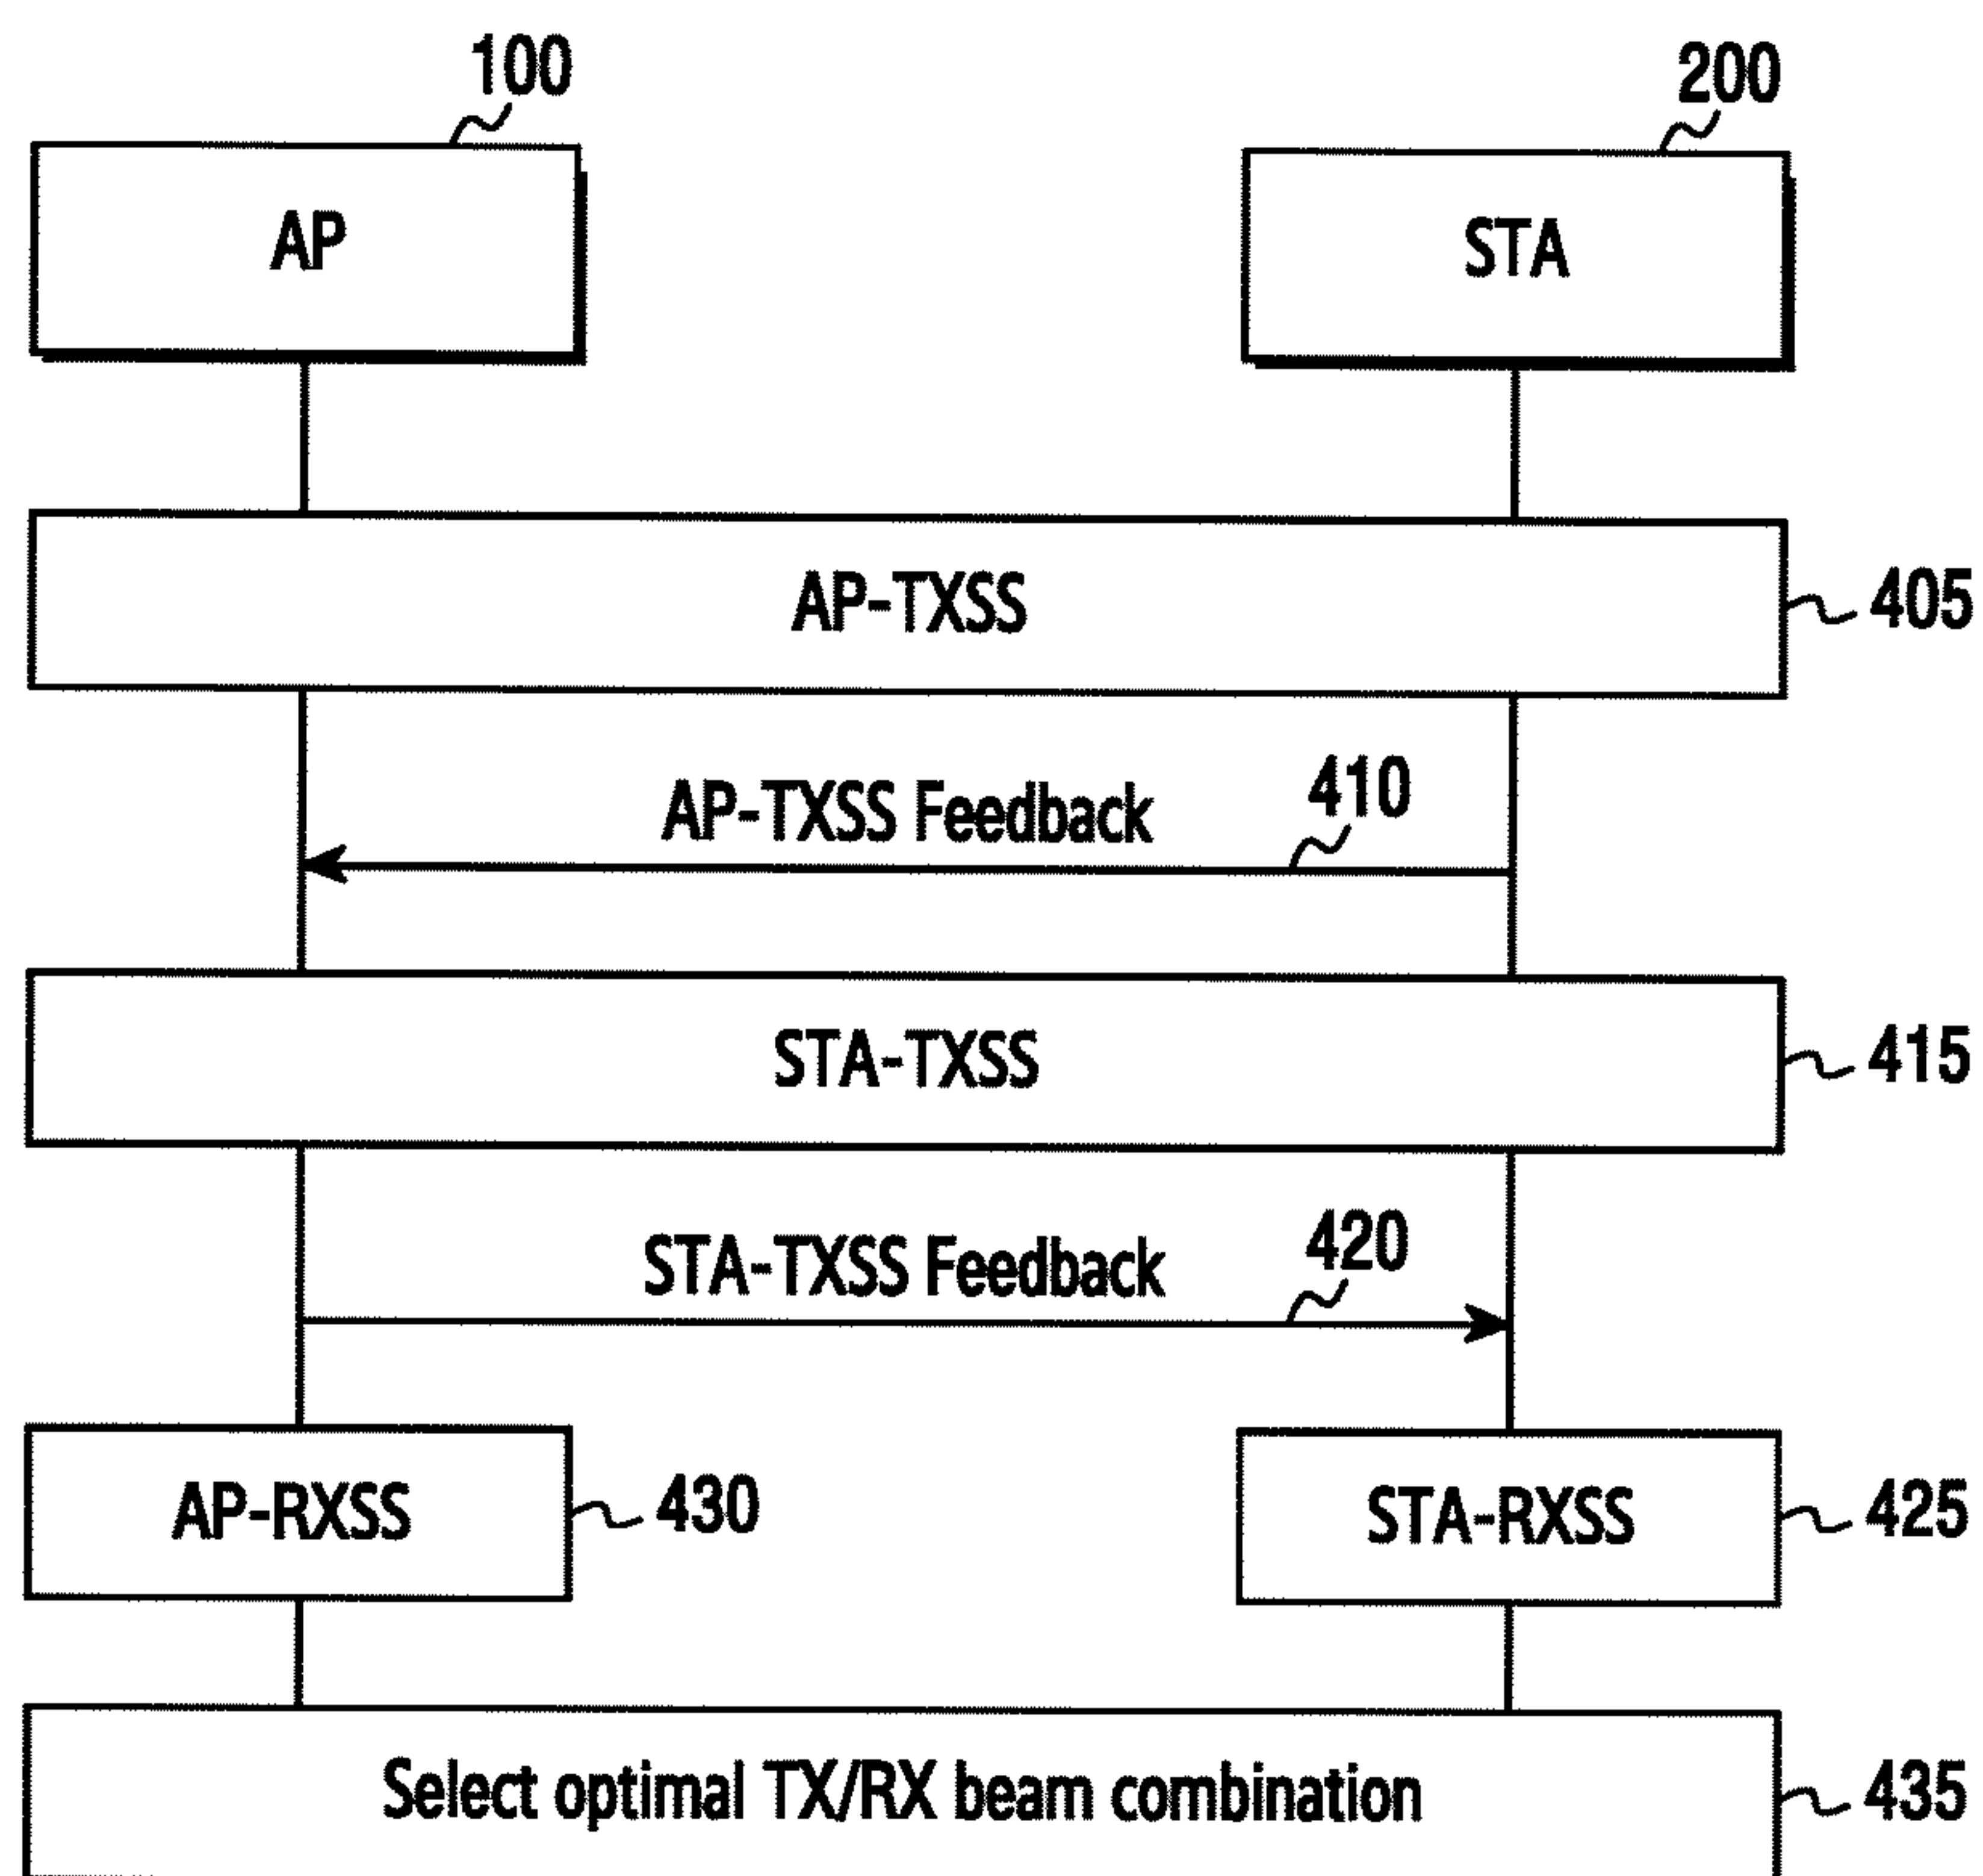 100
200
AP
STA
AP-TXSS
405
AP-TXSS Feedback
410
STA-TXSS
415
STA-TXSS Feedback
420
AP-RXSS
430
STA-RXSS
425
Select optimal TX/RX beam combination
435